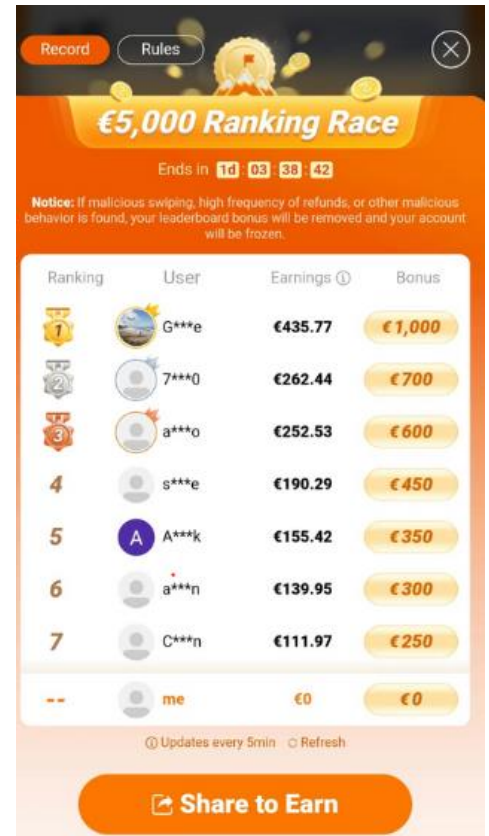 Record Rules
€5,000 Ranking Race
Ends in 1d : 03 : 38 : 42
Notice: If malicious swiping, high frequency of refunds, or other malicious
behavior is found, your leaderboard bonus will be removed and your account
will be frozen.
Ranking User Earnings Bonus
1 G***e €435.77 €1,000
2 7***0 €262.44 €700
3 a***o €252.53 €600
4 s***e €190.29 €450
5 A A***k €155.42 €350
6 a***n €139.95 €300
7 C***n €111.97 €250
-- me €0 €0
Updates every 5min Refresh
Share to Earn